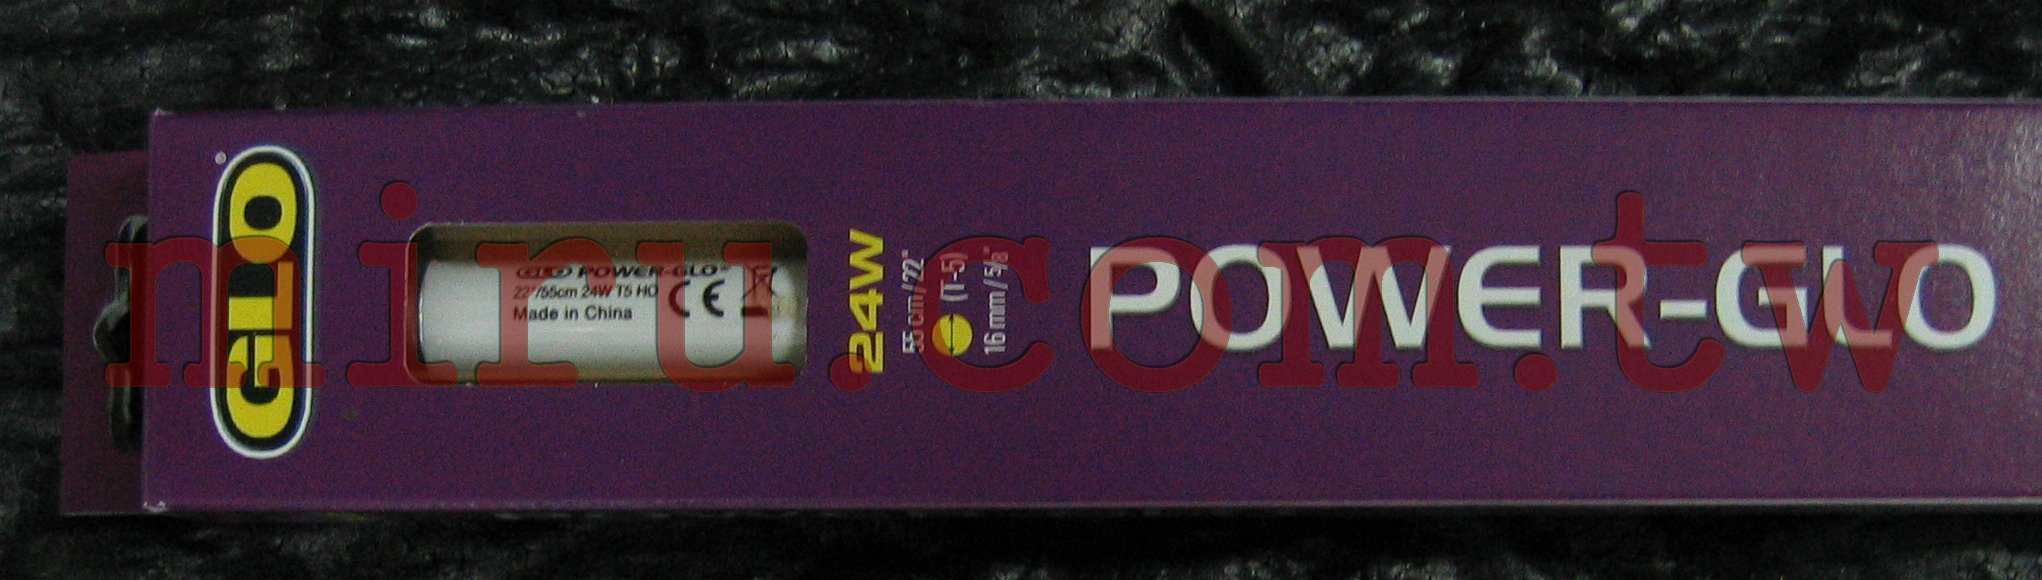 GLO®
GLO POWER-GLO
22"/55cm 24W T5 HO
Made in China
CE
24W
55 cm/22"
(T-5)
16 mm/5/8"
POWER-GLO
miru.com.tw